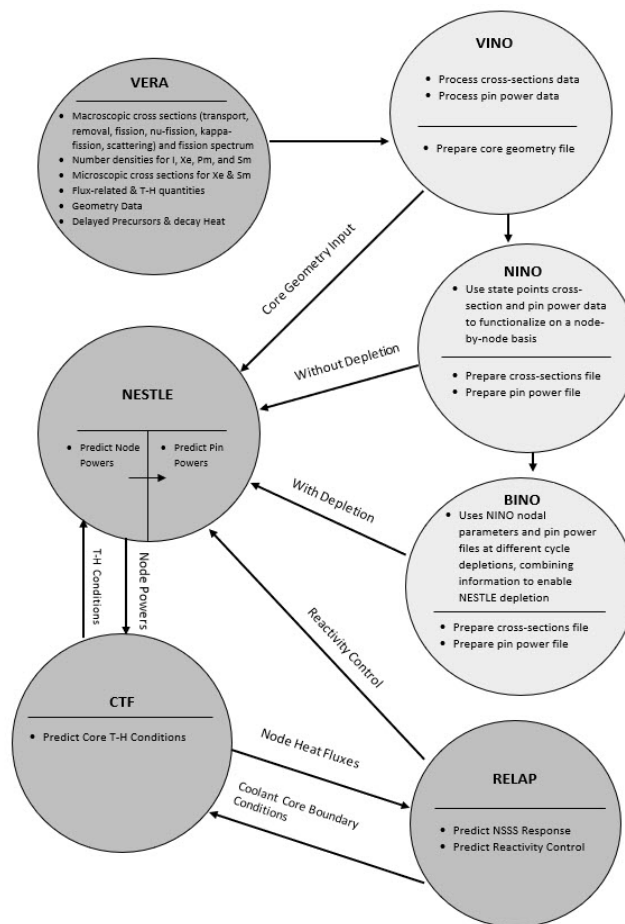 VINO
• Process cross-sections data
• Process pin power data
• Prepare core geometry file
VERA
• Macroscopic cross sections (transport,
removal, fission, nu-fission, kappa-
fission, scattering) and fission spectrum
• Number densities for I, Xe, Pm, and Sm
• Microscopic cross sections for Xe & Sm
• Flux-related & T-H quantities
• Geometry Data
• Delayed Precursors & decay Heat
Core Geometry Input
NINO
• Use state points cross-
section and pin power data
to functionalize on a node-
by-node basis
• Prepare cross-sections file
• Prepare pin power file
Without Depletion
NESTLE
• Predict Node
Powers
• Predict Pin
Powers
With Depletion
BINO
• Uses NINO nodal
parameters and pin power
files at different cycle
depletions, combining
information to enable
NESTLE depletion
• Prepare cross-sections file
• Prepare pin power file
T-H Conditions
Node Powers
Reactivity Control
CTF
• Predict Core T-H Conditions
Node Heat Fluxes
Coolant Core Boundary
Conditions
RELAP
• Predict NSSS Response
• Predict Reactivity Control